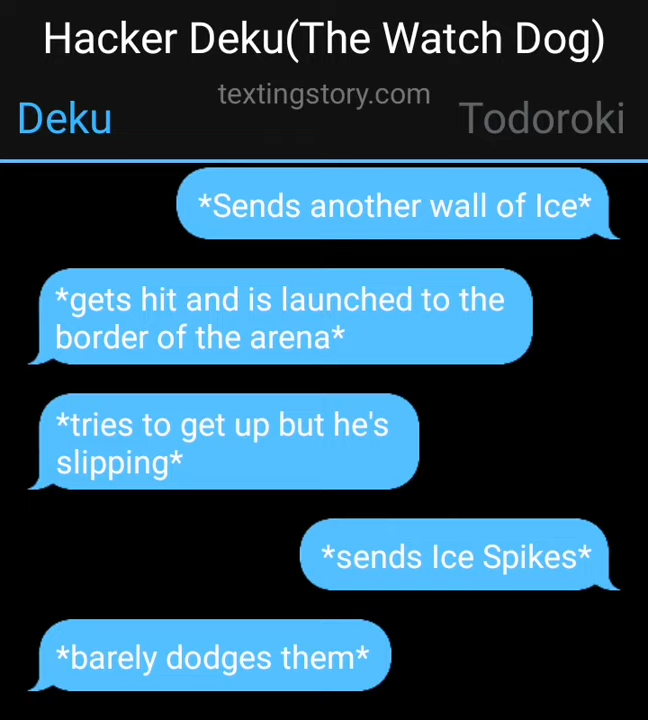 Hacker Deku(The Watch Dog)
textingstory.com
Deku
Todoroki
*Sends another wall of Ice*
*gets hit and is launched to the
border of the arena*
*tries to get up but he's
slipping*
*sends Ice Spikes*
*barely dodges them*